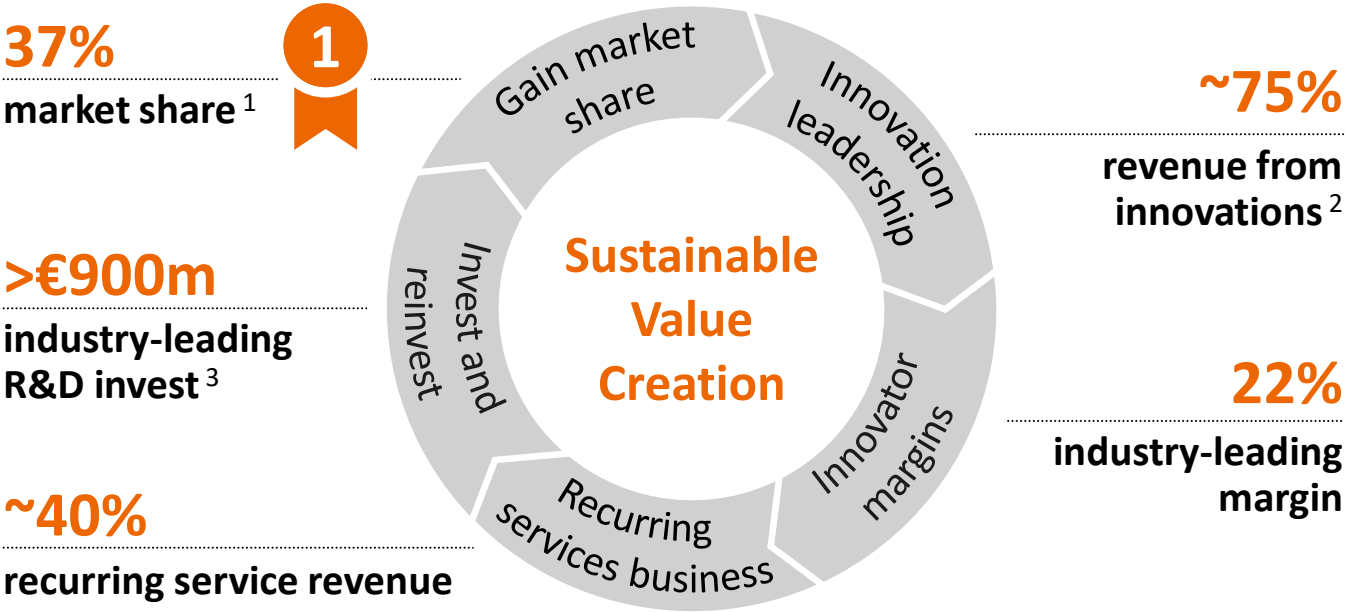 37%
market share 1
1
>€900m
industry-leading
R&D invest 3
~40%
recurring service revenue
Gain market
share
Innovation
leadership
Innovator
margins
Recurring
services business
Invest and
reinvest
Sustainable
Value
Creation
~75%
revenue from
innovations 2
22%
industry-leading
margin